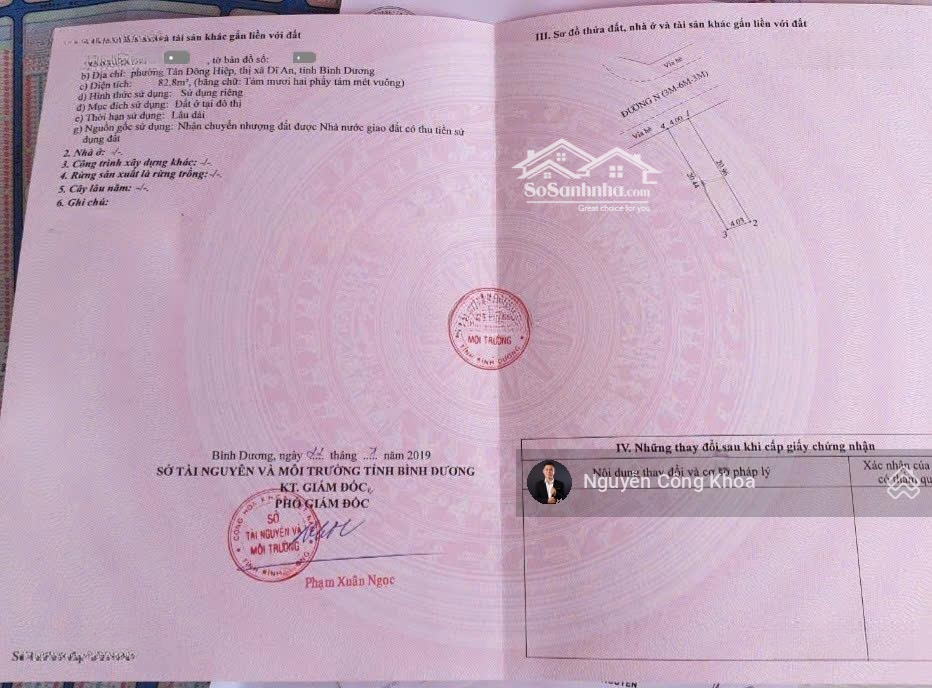 và tài sản khác gắn liền với đất
, tờ bản đồ số:
b) Địa chỉ: phường Tân Đông Hiệp, thị xã Dĩ An, tỉnh Bình Dương
c) Diện tích: 82,8m², (bằng chữ: Tám mươi hai phẩy tám mét vuông)
d) Hình thức sử dụng: Sử dụng riêng
đ) Mục đích sử dụng: Đất ở tại đô thị
e) Thời hạn sử dụng: Lâu dài
g) Nguồn gốc sử dụng: Nhận chuyển nhượng đất được Nhà nước giao đất có thu tiền sử
dụng đất
2. Nhà ở: -/-
3. Công trình xây dựng khác: -/-
4. Rừng sản xuất là rừng trồng: -/-
5. Cây lâu năm: -/-
6. Ghi chú:
Bình Dương, ngày tháng 7 năm 2019
SỞ TÀI NGUYÊN VÀ MÔI TRƯỜNG TỈNH BÌNH DƯƠNG
KT. GIÁM ĐỐC
PHÓ GIÁM ĐỐC
SỞ
TÀI NGUYÊN VÀ
MÔI TRƯỜNG
Phạm Xuân Ngọc
III. Sơ đồ thửa đất, nhà ở và tài sản khác gắn liền với đất
Vỉa hè
ĐƯỜNG N (3M-6M-3M)
Vỉa hè
4 4.00 1
20.96
20.44
4.03 2
3
SoSanhnha.com
Great choice for you
MÔI TRƯỜNG
TỈNH BÌNH DƯƠNG
IV. Những thay đổi sau khi cấp giấy chứng nhận
Nội dung thay đổi và cơ sở pháp lý
Xác nhận của
có thẩm qu
Nguyễn Công Khoa